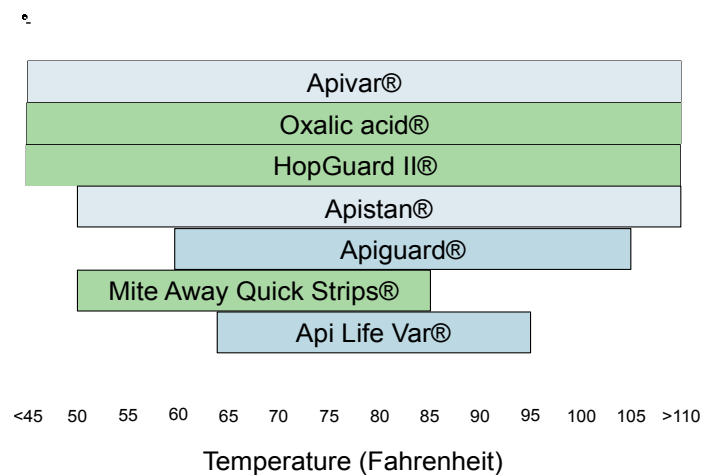 Apivar®
Oxalic acid®
HopGuard II®
Apistan®
Apiguard®
Mite Away Quick Strips®
Api Life Var®
<45 50 55 60 65 70 75 80 85 90 95 100 105 >110
Temperature (Fahrenheit)